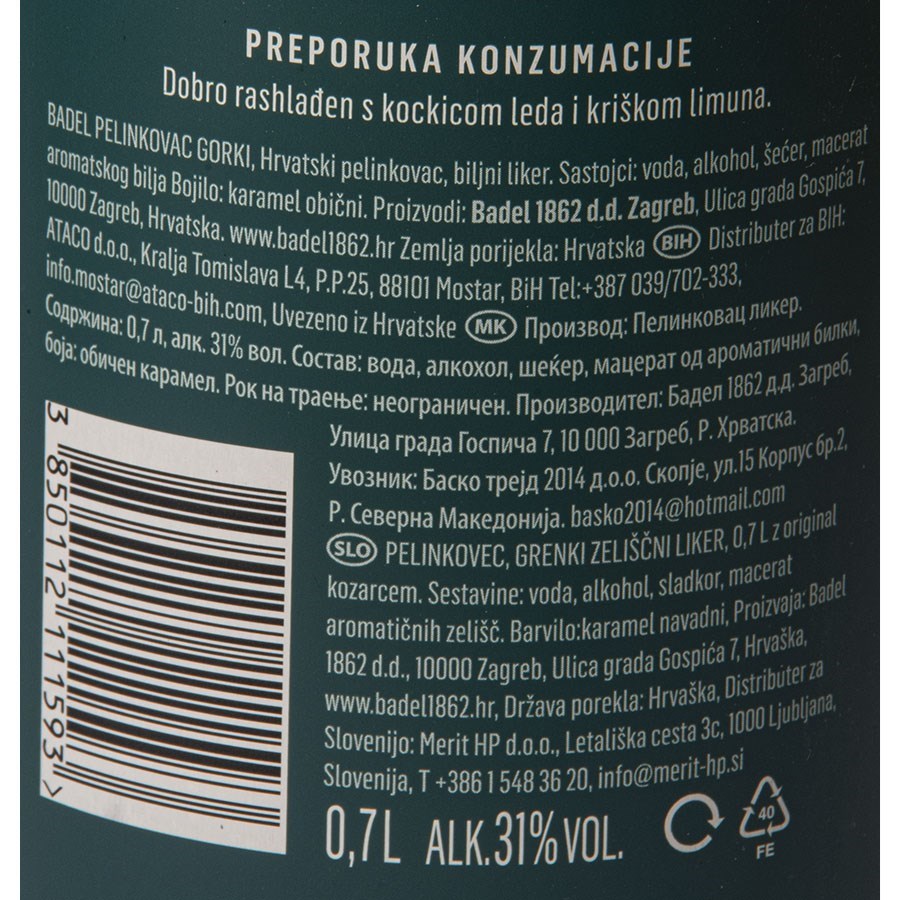 PREPORUKA KONZUMACIJE
Dobro rashlađen s kockicom leda i kriškom limuna.
BADEL PELINKOVAC GORKI, Hrvatski pelinkovac, biljni liker. Sastojci: voda, alkohol, šećer, macerat
aromatskog bilja Bojilo: karamel obični. Proizvodi: Badel 1862 d.d. Zagreb, Ulica grada Gospića 7,
10000 Zagreb, Hrvatska. www.badel1862.hr Zemlja porijekla: Hrvatska BIH Distributer za BIH:
ATACO d.o.o., Kralja Tomislava L4, P.P.25, 88101 Mostar, BiH Tel:+387 039/702-333,
info.mostar@ataco-bih.com, Uvezeno iz Hrvatske MK Производ: Пелинковац ликер.
Содржина: 0,7 л, алк. 31% вол. Состав: вода, алкохол, шеќер, мацерат од ароматични билки,
боја: обичен карамел. Рок на траење: неограничен. Производител: Бадел 1862 д.д. Загреб,
Улица града Госпича 7, 10 000 Загреб, Р. Хрватска.
Увозник: Баско трејд 2014 д.о.о. Скопје, ул.15 Корпус бр.2,
Р. Северна Македонија. basko2014@hotmail.com
SLO PELINKOVEC, GRENKI ZELIŠČNI LIKER, 0,7 L z original
kozarcem. Sestavine: voda, alkohol, sladkor, macerat
aromatičnih zelišč. Barvilo:karamel navadni, Proizvaja: Badel
1862 d.d., 10000 Zagreb, Ulica grada Gospića 7, Hrvaška,
www.badel1862.hr, Država porekla: Hrvaška, Distributer za
Slovenijo: Merit HP d.o.o., Letališka cesta 3c, 1000 Ljubljana,
Slovenija, T +386 1 548 36 20, info@merit-hp.si
3 850112 111593 >
0,7L ALK.31% VOL.
40
FE